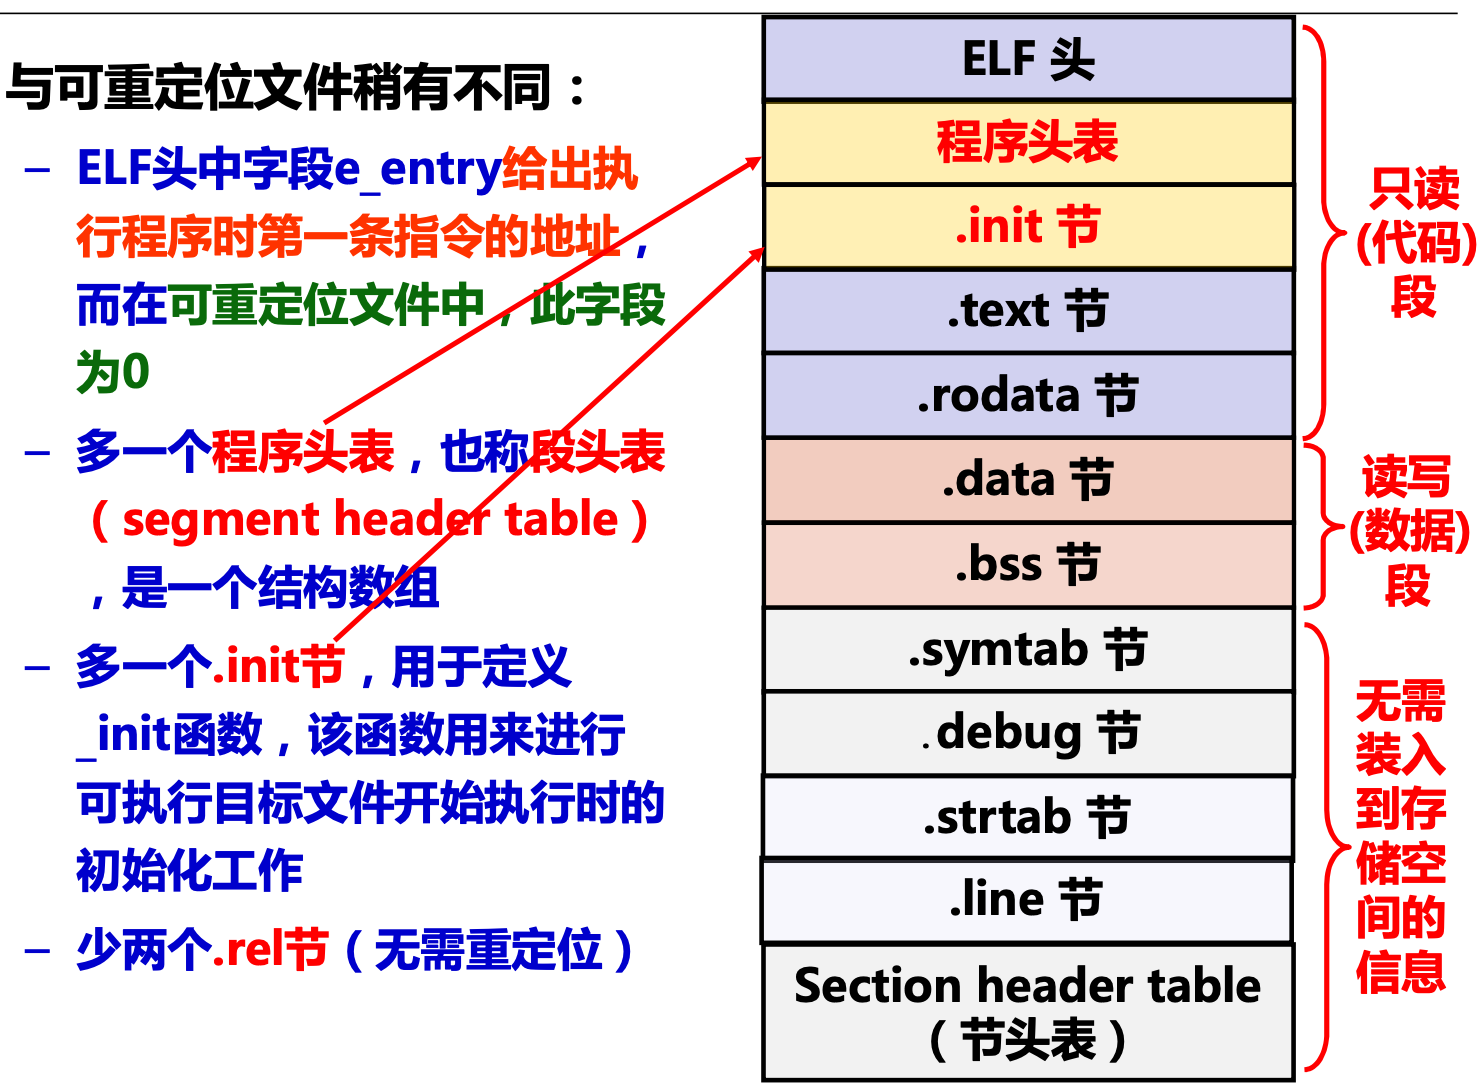 与可重定位文件稍有不同：
– ELF头中字段e_entry给出执
行程序时第一条指令的地址，
而在可重定位文件中，此字段
为0
– 多一个程序头表，也称段头表
（segment header table）
，是一个结构数组
– 多一个.init节，用于定义
_init函数，该函数用来进行
可执行目标文件开始执行时的
初始化工作
– 少两个.rel节（无需重定位）
ELF 头
程序头表
.init 节
.text 节
.rodata 节
.data 节
.bss 节
.symtab 节
.debug 节
.strtab 节
.line 节
Section header table
（节头表）
只读
(代码)
段
读写
(数据)
段
无需
装入
到存
储空
间的
信息